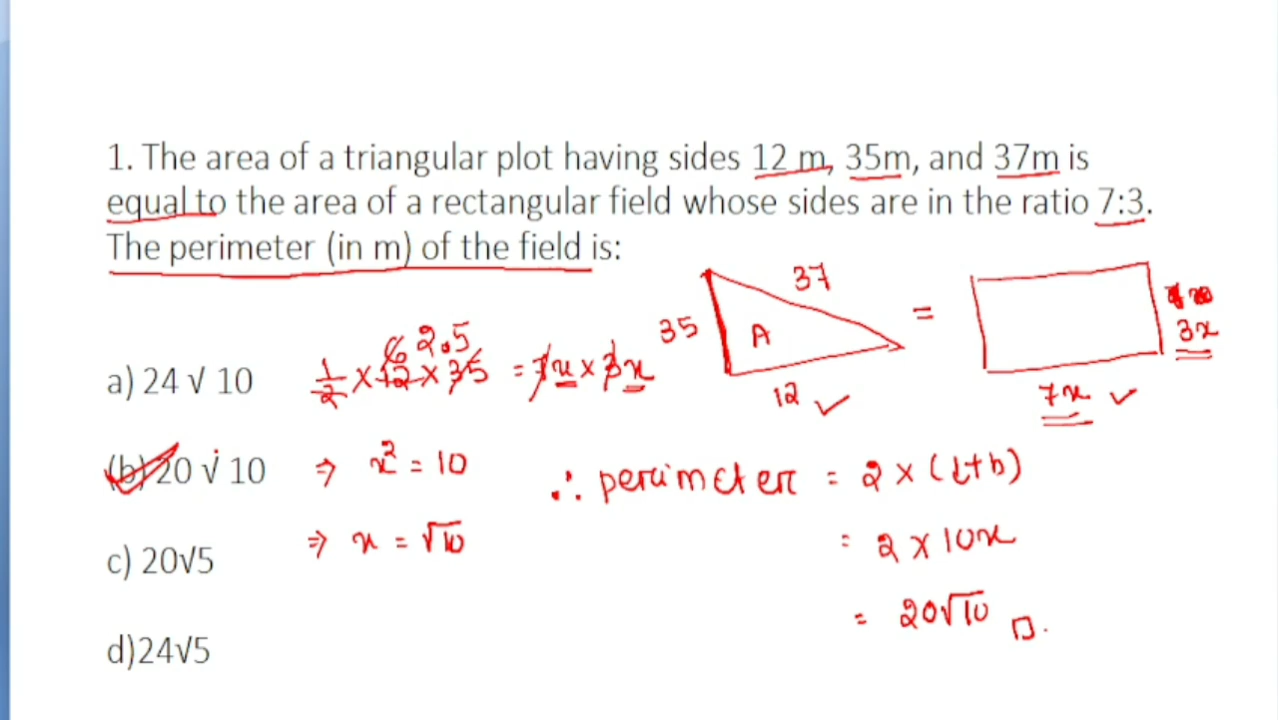 1. The area of a triangular plot having sides 12 m, 35m, and 37m is
equal to the area of a rectangular field whose sides are in the ratio 7:3.
The perimeter (in m) of the field is:
37
35
A
12
=
3x
7x
a) 24 √ 10
6 2.5
1/2 × 12 × 35 = 7x × 3x
(b) 20 √ 10
⇒ x² = 10
∴ perimeter = 2 × (l+b)
⇒ x = √10
= 2 × 10x
c) 20√5
= 20√10
d)24√5